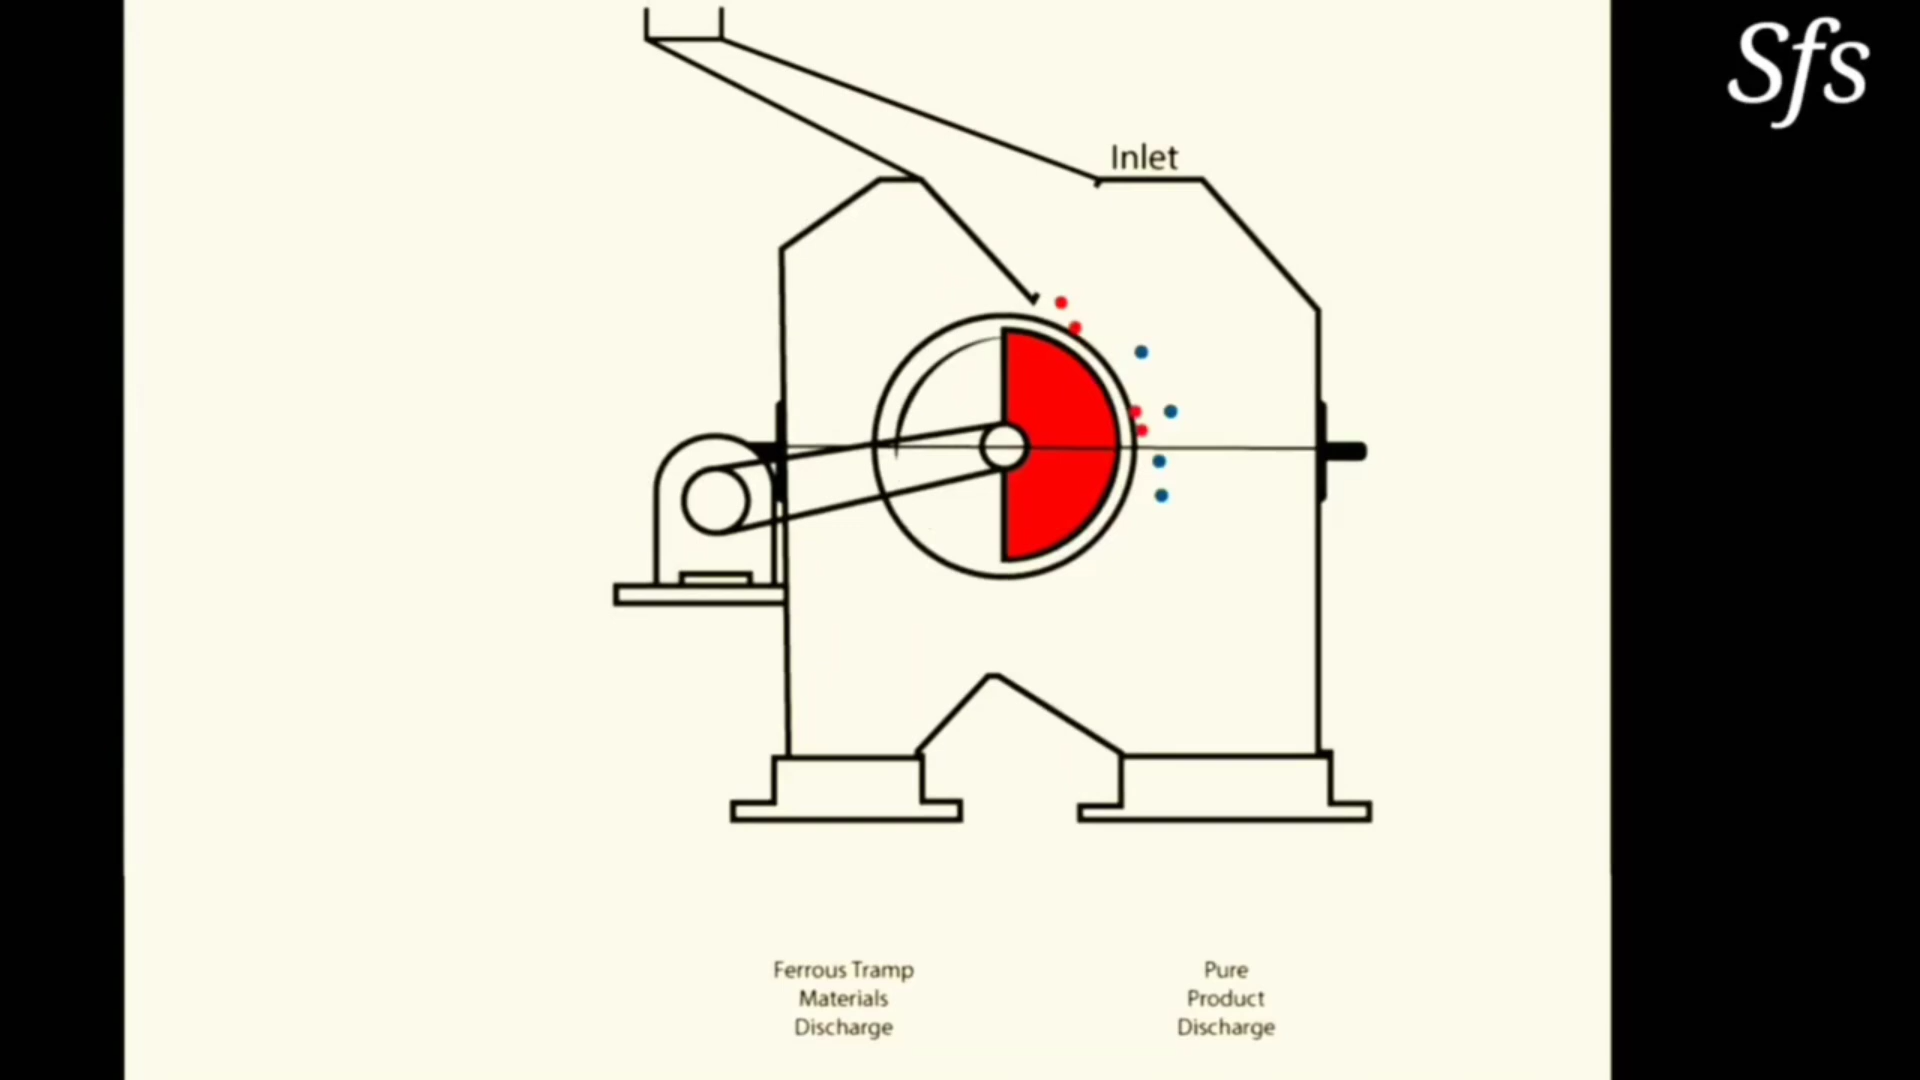 Sfs
Inlet
Ferrous Tramp
Materials
Discharge
Pure
Product
Discharge